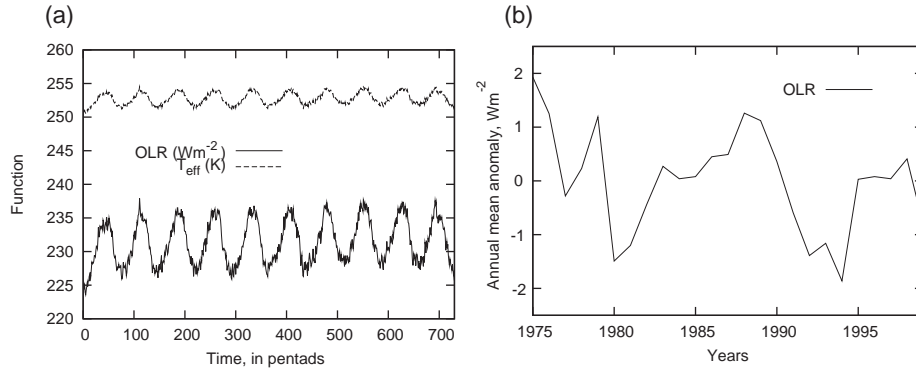 (a)
260
255
250
245
240
235
230
225
220
Function
OLR (Wm-2)
Teff (K)
0 100 200 300 400 500 600 700
Time, in pentads
(b)
2
1
0
-1
-2
Annual mean anomaly, Wm-2
OLR
1975 1980 1985 1990 1995
Years